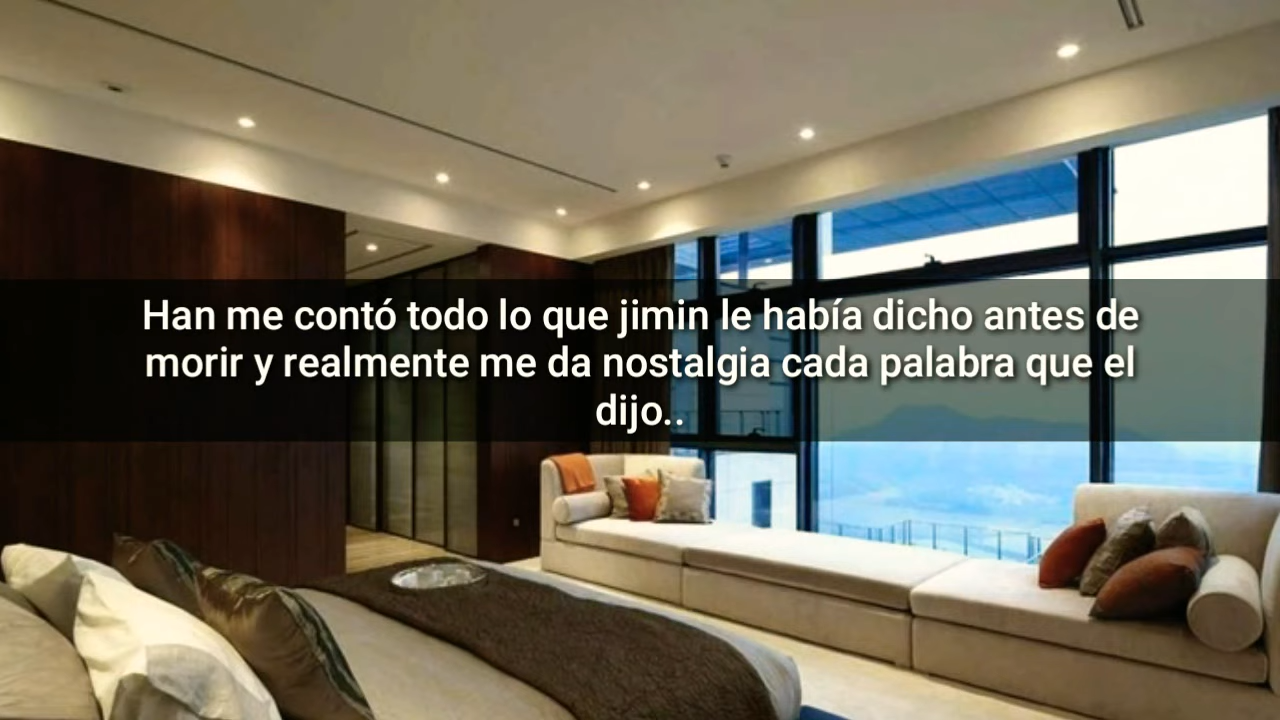 Han me contó todo lo que jimin le había dicho antes de
morir y realmente me da nostalgia cada palabra que el
dijo..